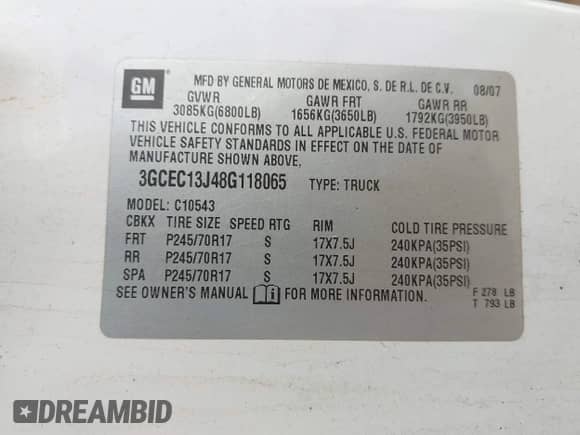 GM
MFD BY GENERAL MOTORS DE MEXICO, S. DE R.L. DE C.V. 08/07
GVWR GAWR FRT GAWR RR
3085KG(6800LB) 1656KG(3650LB) 1792KG(3950LB)
THIS VEHICLE CONFORMS TO ALL APPLICABLE U.S. FEDERAL MOTOR
VEHICLE SAFETY STANDARDS IN EFFECT ON THE DATE OF
MANUFACTURE SHOWN ABOVE,
3GCEC13J48G118065 TYPE: TRUCK
MODEL: C10543
CBKX TIRE SIZE SPEED RTG RIM COLD TIRE PRESSURE
FRT P245/70R17 S 17X7.5J 240KPA(35PSI)
RR P245/70R17 S 17X7.5J 240KPA(35PSI)
SPA P245/70R17 S 17X7.5J 240KPA(35PSI)
SEE OWNER'S MANUAL FOR MORE INFORMATION. F 278 LB
T 793 LB
DREAMBID